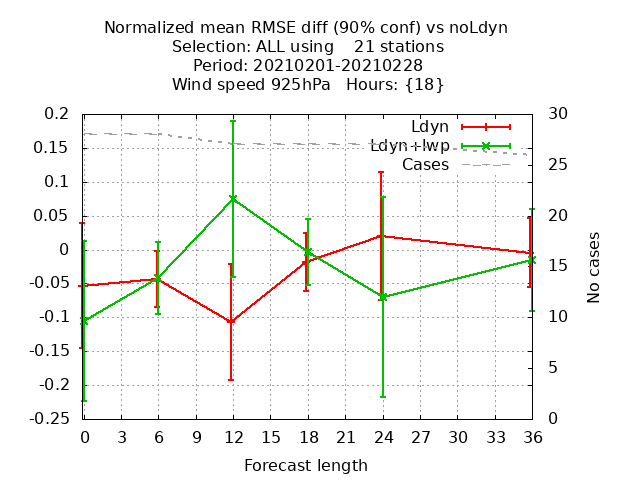 Normalized mean RMSE diff (90% conf) vs noLdyn
Selection: ALL using    21 stations
Period: 20210201-20210228
Wind speed 925hPa   Hours: {18}
0.2
0.15
0.1
0.05
0
-0.05
-0.1
-0.15
-0.2
-0.25
Ldyn
Ldyn+lwp
Cases
30
25
20
15
10
5
0
No cases
0 3 6 9 12 15 18 21 24 27 30 33 36
Forecast length